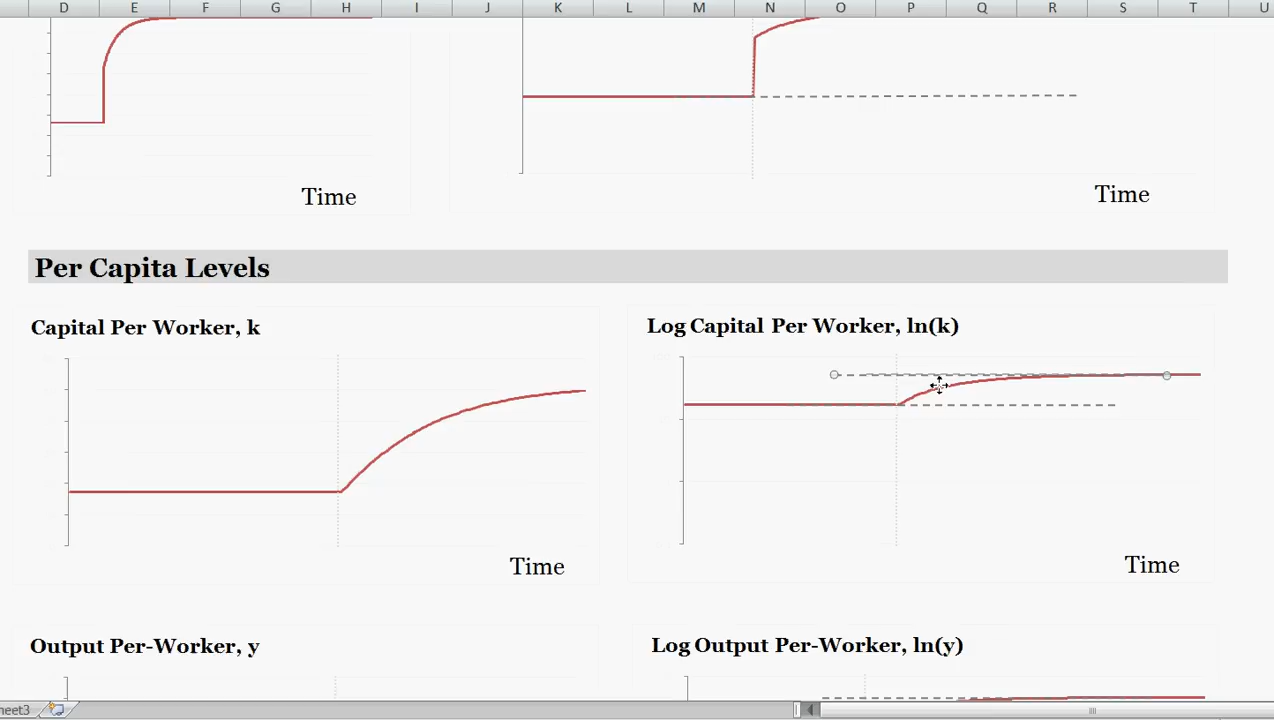 D E F G H I J K L M N O P Q R S T U
Time
Time
Per Capita Levels
Capital Per Worker, k
Log Capital Per Worker, ln(k)
Time
Time
Output Per-Worker, y
Log Output Per-Worker, ln(y)
heet3